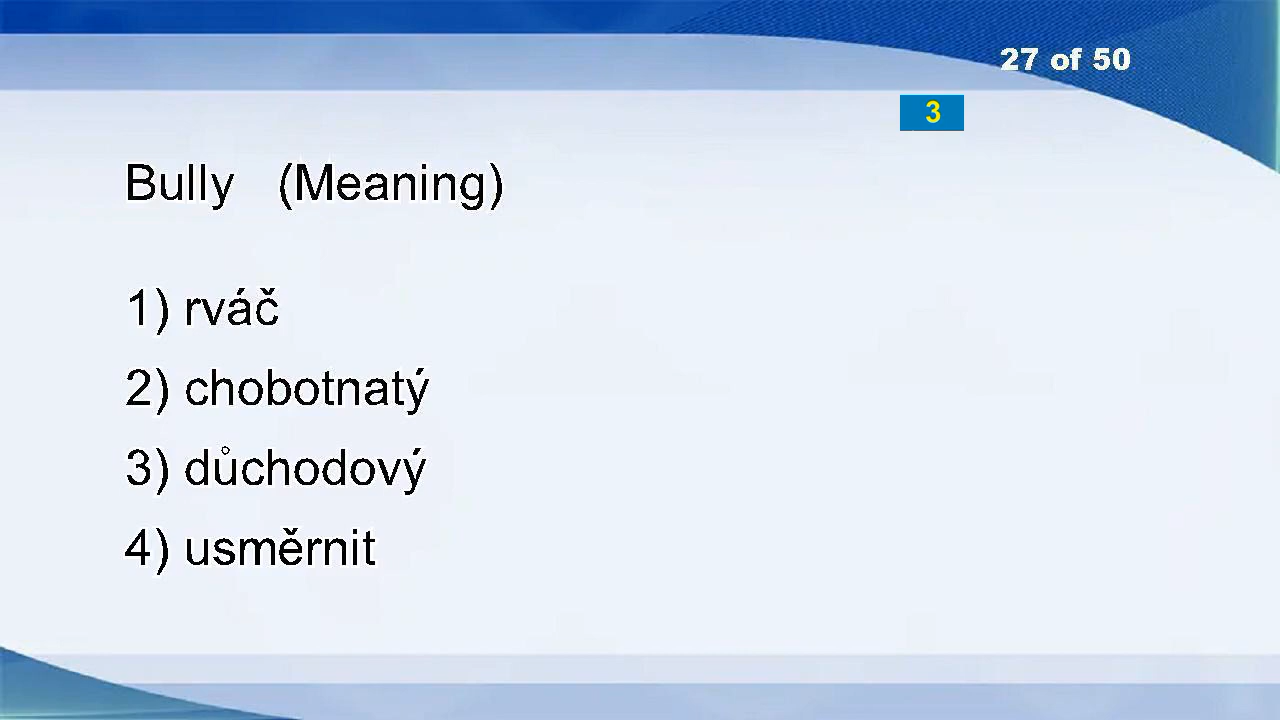 27 of 50
3
Bully (Meaning)
1) rváč
2) chobotnatý
3) důchodový
4) usměrnit